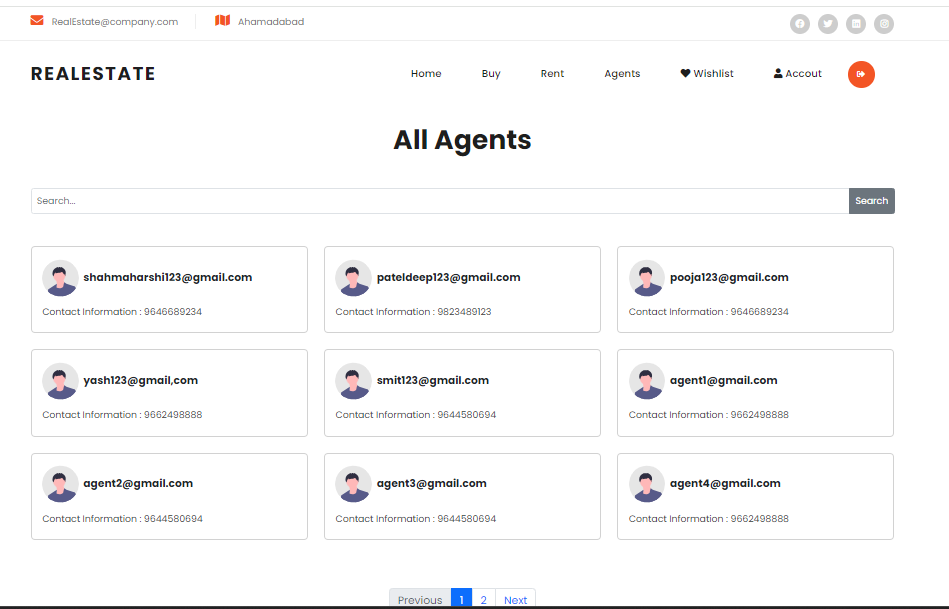 RealEstate@company.com Ahamadabad
REALESTATE Home Buy Rent Agents Wishlist Accout
All Agents
Search... Search
shahmaharshi123@gmail.com pateldeep123@gmail.com pooja123@gmail.com
Contact Information : 9646689234 Contact Information : 9823489123 Contact Information : 9646689234
yash123@gmail,com smit123@gmail.com agent1@gmail.com
Contact Information : 9662498888 Contact Information : 9644580694 Contact Information : 9662498888
agent2@gmail.com agent3@gmail.com agent4@gmail.com
Contact Information : 9644580694 Contact Information : 9644580694 Contact Information : 9662498888
Previous 1 2 Next